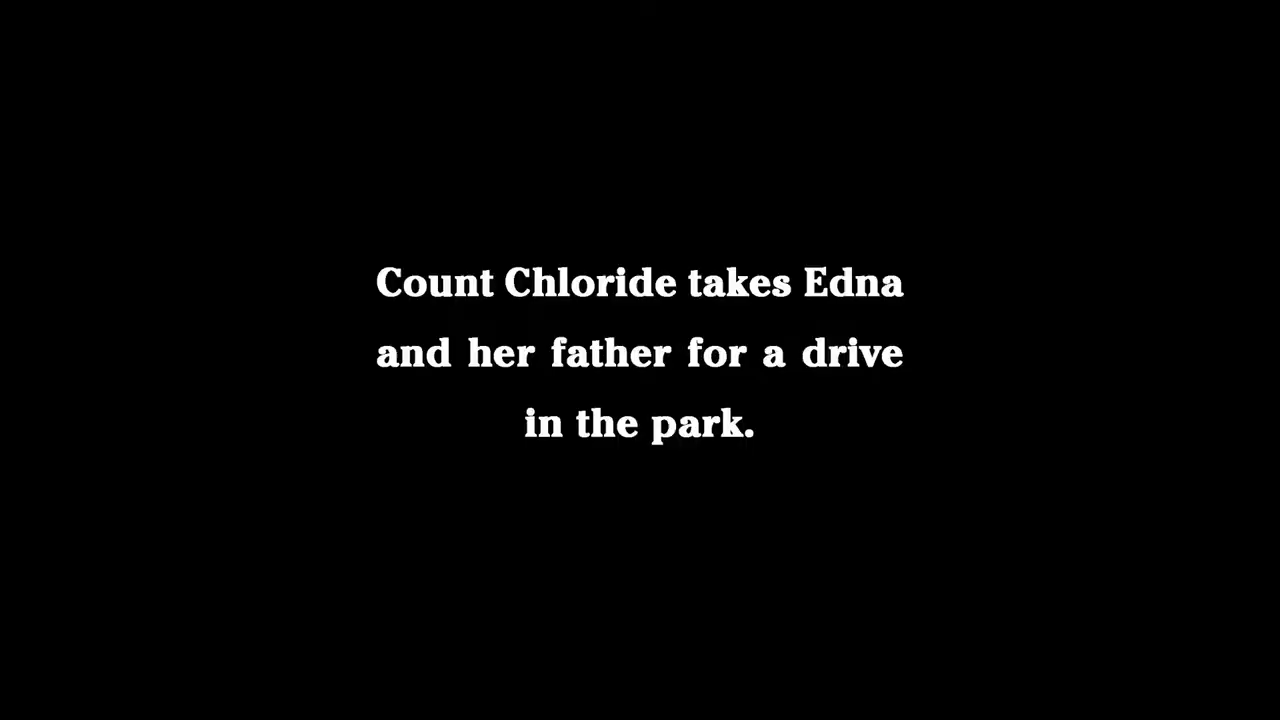 Count Chloride takes Edna
and her father for a drive
in the park.